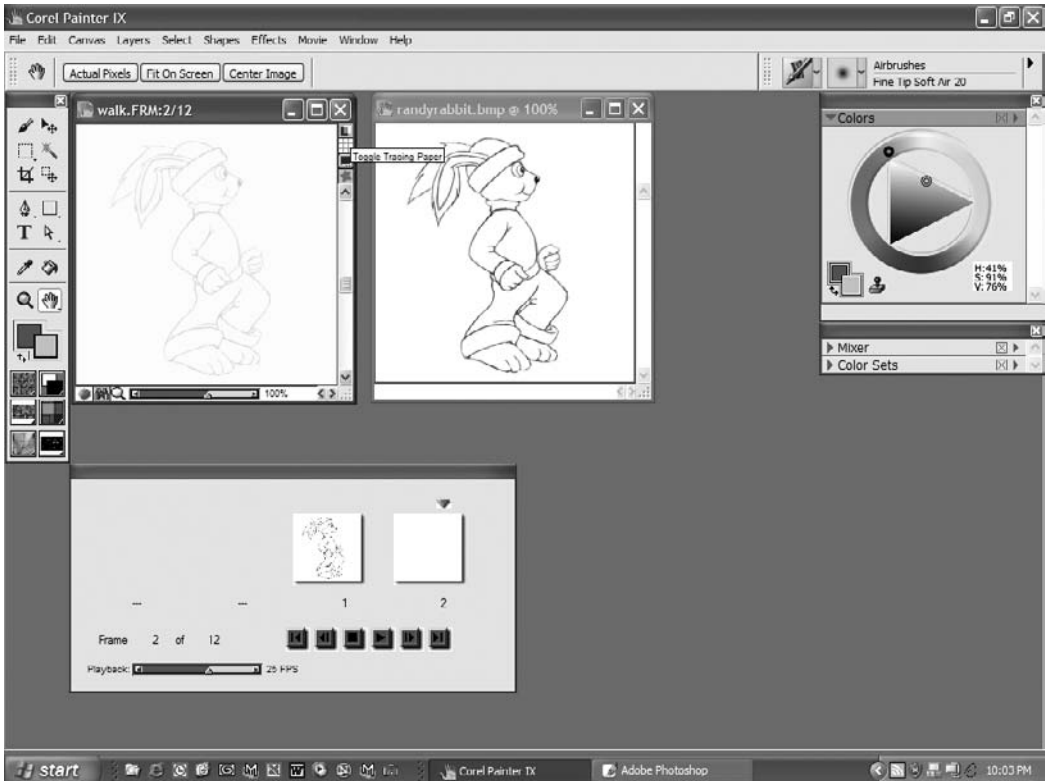 Corel Painter IX
File Edit Canvas Layers Select Shapes Effects Movie Window Help
Actual Pixels Fit On Screen Center Image
Airbrushes
Fine Tip Soft Air 20
walk.FRM:2/12
randyrabbit.bmp @ 100%
Toggle Tracing Paper
Colors
H:41%
S:91%
V:76%
Mixer
Color Sets
T
100%
--- --- 1 2
Frame 2 of 12
Playback: 25 FPS
start
Corel Painter IX
Adobe Photoshop
10:03 PM